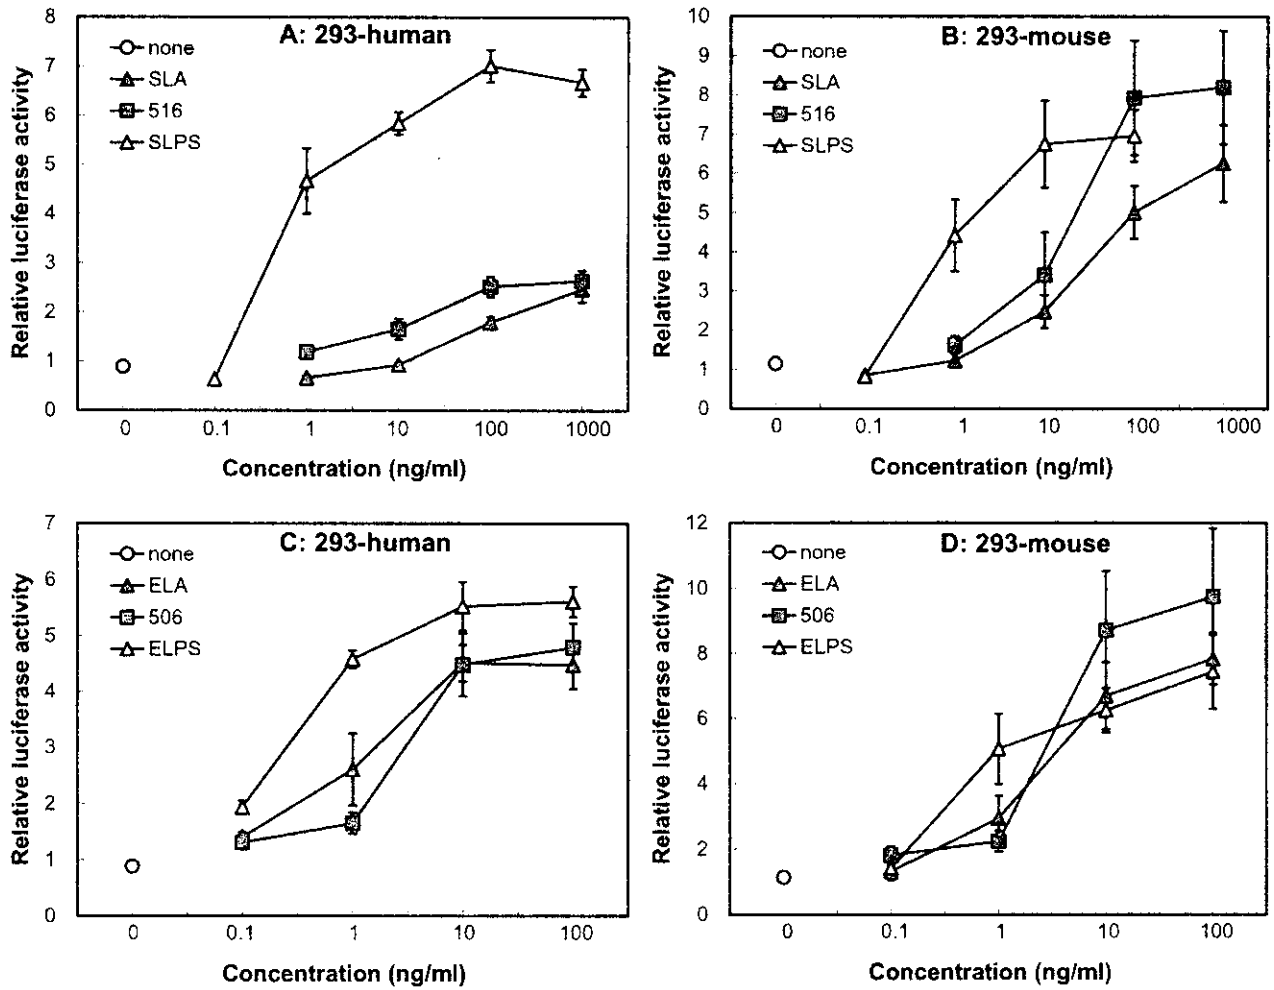 A: 293-human
none
SLA
516
SLPS
Relative luciferase activity
8
7
6
5
4
3
2
1
0
0 0.1 1 10 100 1000
Concentration (ng/ml)
B: 293-mouse
none
SLA
516
SLPS
Relative luciferase activity
10
9
8
7
6
5
4
3
2
1
0
0 0.1 1 10 100 1000
Concentration (ng/ml)
C: 293-human
none
ELA
506
ELPS
Relative luciferase activity
7
6
5
4
3
2
1
0
0 0.1 1 10 100
Concentration (ng/ml)
D: 293-mouse
none
ELA
506
ELPS
Relative luciferase activity
12
10
8
6
4
2
0
0 0.1 1 10 100
Concentration (ng/ml)